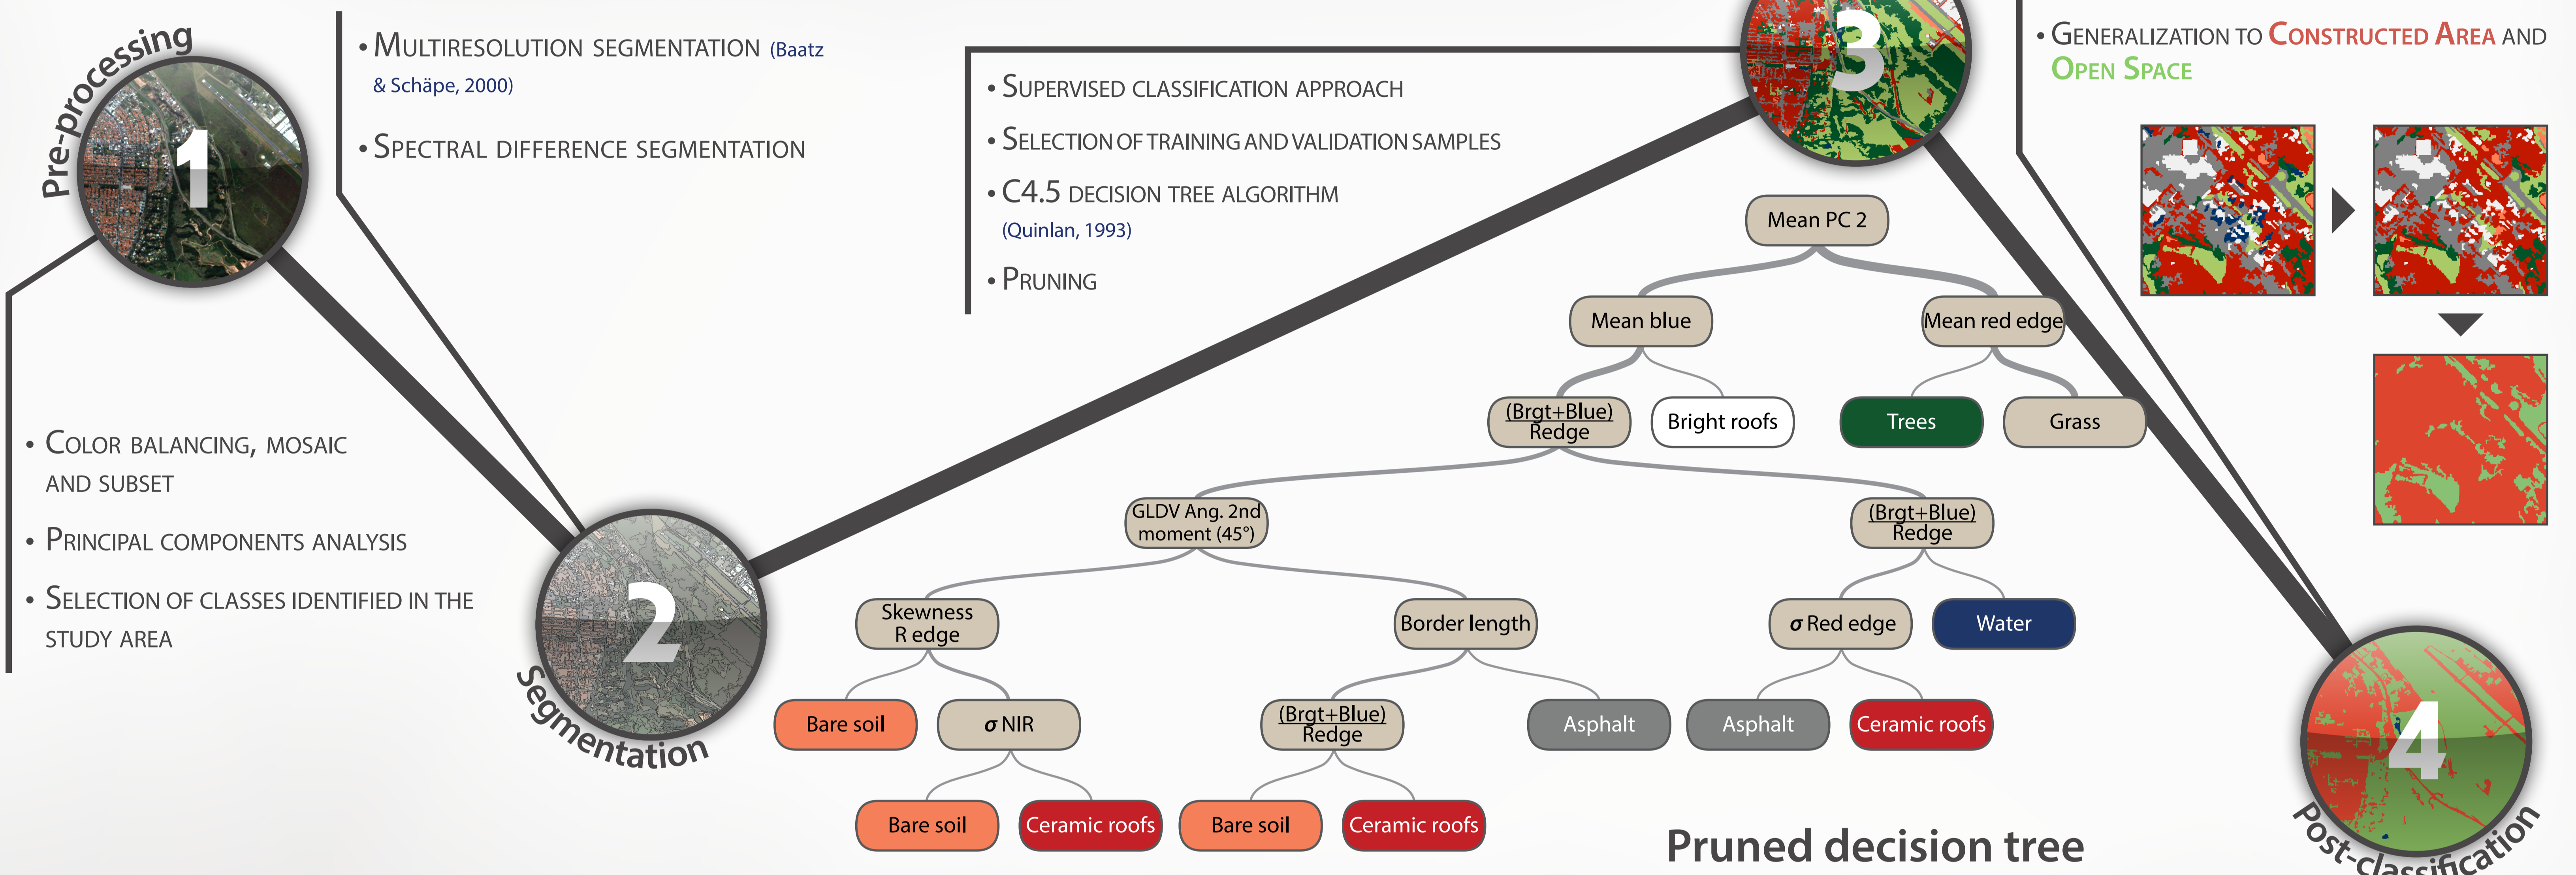 Pre-processing
1
• COLOR BALANCING, MOSAIC
AND SUBSET
• PRINCIPAL COMPONENTS ANALYSIS
• SELECTION OF CLASSES IDENTIFIED IN THE
STUDY AREA
• MULTIRESOLUTION SEGMENTATION (Baatz
& Schäpe, 2000)
• SPECTRAL DIFFERENCE SEGMENTATION
2
Segmentation
• SUPERVISED CLASSIFICATION APPROACH
• SELECTION OF TRAINING AND VALIDATION SAMPLES
• C4.5 DECISION TREE ALGORITHM
(Quinlan, 1993)
• PRUNING
3
Mean PC 2
Mean blue
Mean red edge
(Brgt+Blue)
Redge
Bright roofs
Trees
Grass
GLDV Ang. 2nd
moment (45°)
(Brgt+Blue)
Redge
Skewness
R edge
Border length
σ Red edge
Water
Bare soil
σ NIR
(Brgt+Blue)
Redge
Asphalt
Asphalt
Ceramic roofs
Bare soil
Ceramic roofs
Bare soil
Ceramic roofs
Pruned decision tree
• GENERALIZATION TO CONSTRUCTED AREA AND
OPEN SPACE
4
Post-classification